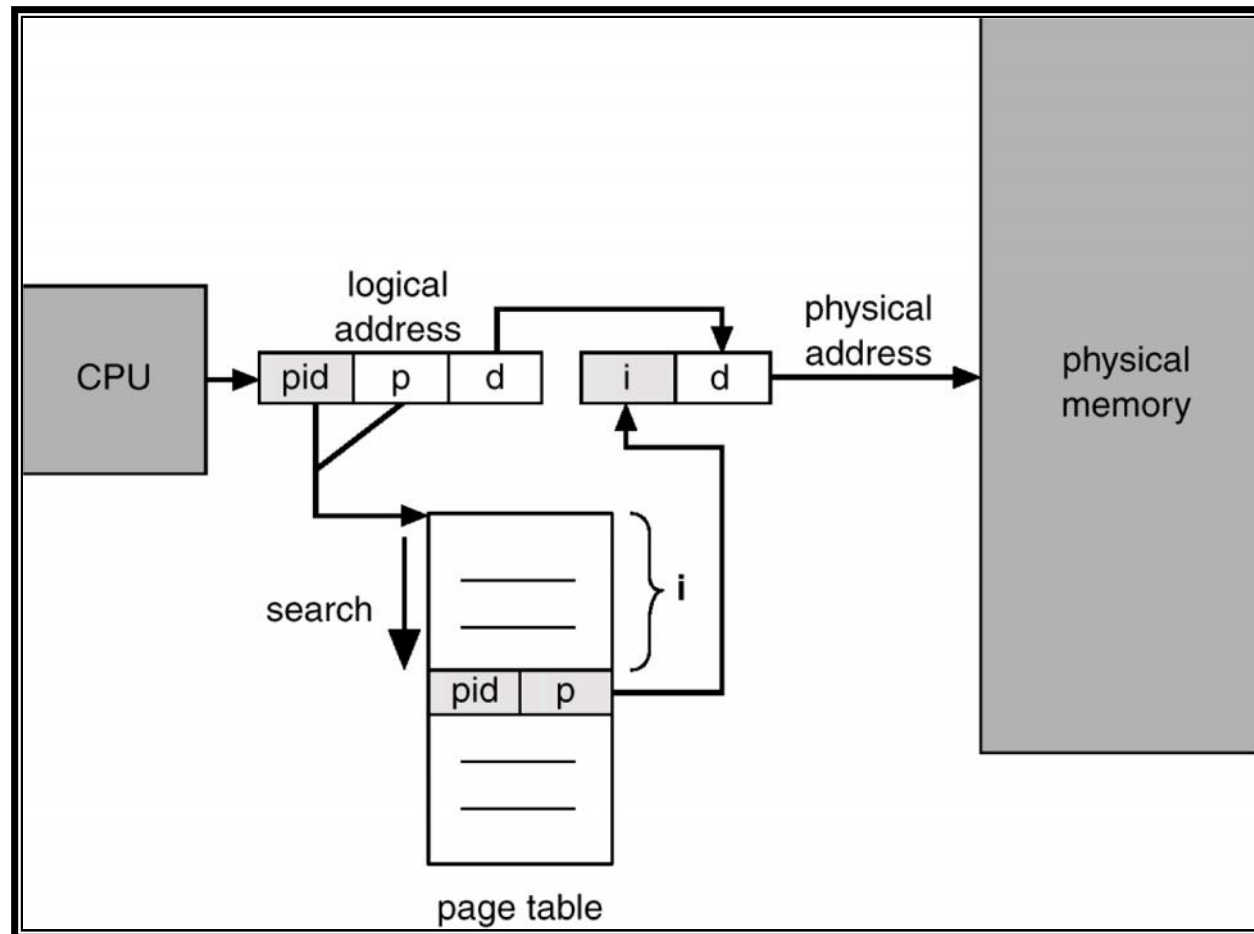 logical
address
physical
address
CPU
pid p d
i d
physical
memory
search
i
pid p
page table